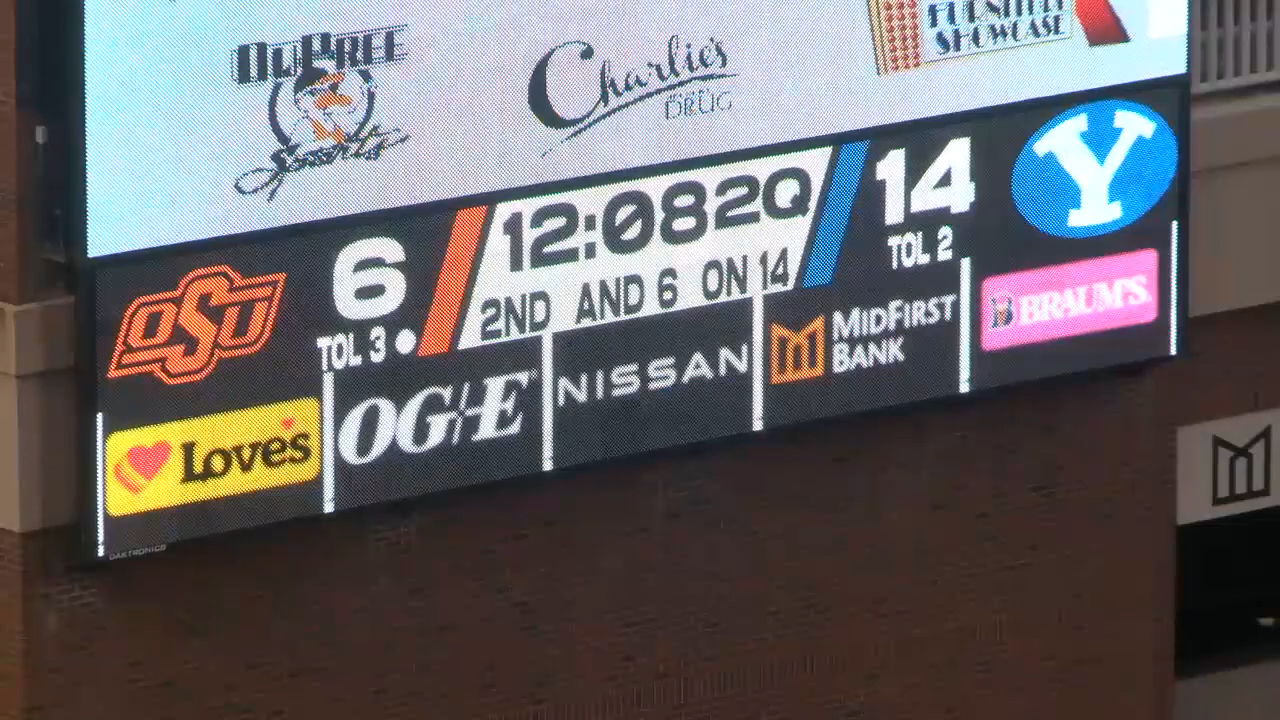 DUPREE
Sports
Charlie's
DRUG
FURNITURE
SHOWCASE
OSU
6
TOL 3
12:08 2Q
2ND AND 6 ON 14
14
TOL 2
Y
Love's
OG+E
NISSAN
MIDFIRST
BANK
B BRAUM'S
DAKTRONICS